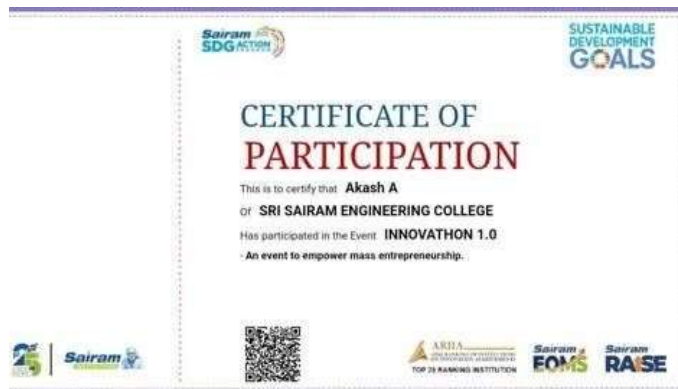 Sairam
SDG ACTION
SUSTAINABLE
DEVELOPMENT
GOALS
CERTIFICATE OF
PARTICIPATION
This is to certify that Akash A
Of SRI SAIRAM ENGINEERING COLLEGE
Has participated in the Event INNOVATHON 1.0
- An event to empower mass entrepreneurship.
25
Sairam
ARIIA
TOP 25 RANKING INSTITUTION
Sairam
EOMS
Sairam
RAISE